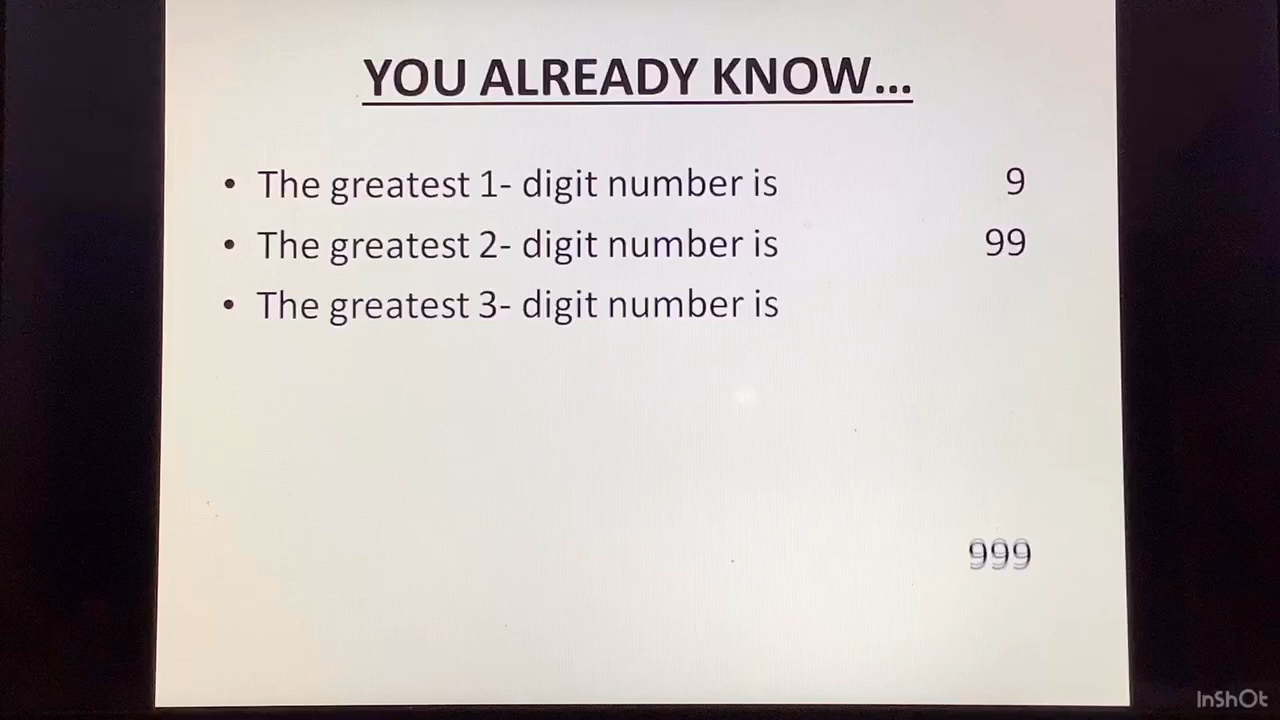 YOU ALREADY KNOW...
• The greatest 1- digit number is 9
• The greatest 2- digit number is 99
• The greatest 3- digit number is
999
InShOt